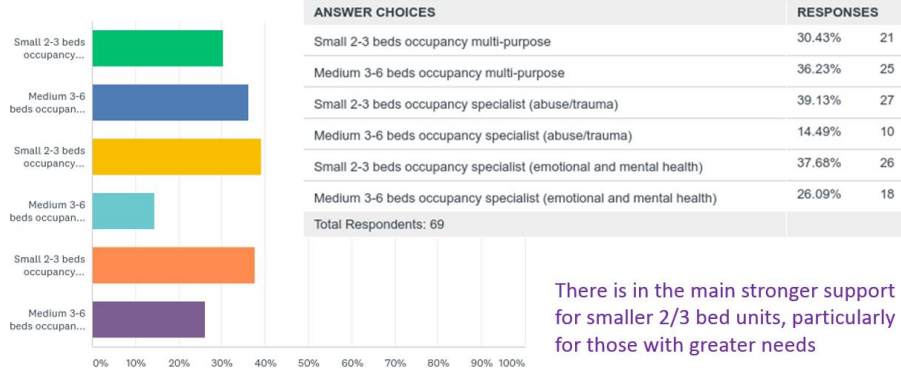 ANSWER CHOICES RESPONSES
Small 2-3 beds occupancy multi-purpose 30.43% 21
Medium 3-6 beds occupancy multi-purpose 36.23% 25
Small 2-3 beds occupancy specialist (abuse/trauma) 39.13% 27
Medium 3-6 beds occupancy specialist (abuse/trauma) 14.49% 10
Small 2-3 beds occupancy specialist (emotional and mental health) 37.68% 26
Medium 3-6 beds occupancy specialist (emotional and mental health) 26.09% 18
Total Respondents: 69
Small 2-3 beds
occupancy...
Medium 3-6
beds occupan...
Small 2-3 beds
occupancy...
Medium 3-6
beds occupan...
Small 2-3 beds
occupancy...
Medium 3-6
beds occupan...
0% 10% 20% 30% 40% 50% 60% 70% 80% 90% 100%
There is in the main stronger support
for smaller 2/3 bed units, particularly
for those with greater needs